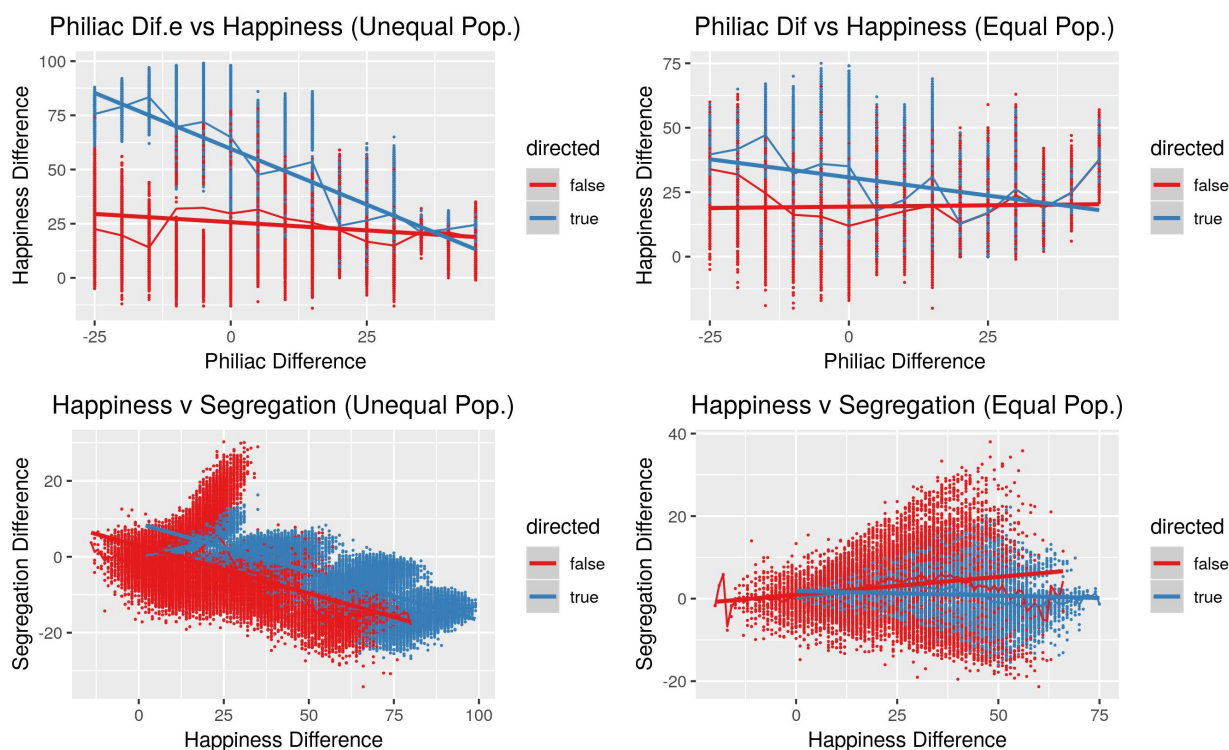 Philiac Dif.e vs Happiness (Unequal Pop.)
Happiness Difference
100
75
50
25
0
-25
0
25
Philiac Difference
directed
false
true
Philiac Dif vs Happiness (Equal Pop.)
Happiness Difference
75
50
25
0
-25
0
25
Philiac Difference
directed
false
true
Happiness v Segregation (Unequal Pop.)
Segregation Difference
20
0
-20
0
25
50
75
100
Happiness Difference
directed
false
true
Happiness v Segregation (Equal Pop.)
Segregation Difference
40
20
0
-20
0
25
50
75
Happiness Difference
directed
false
true